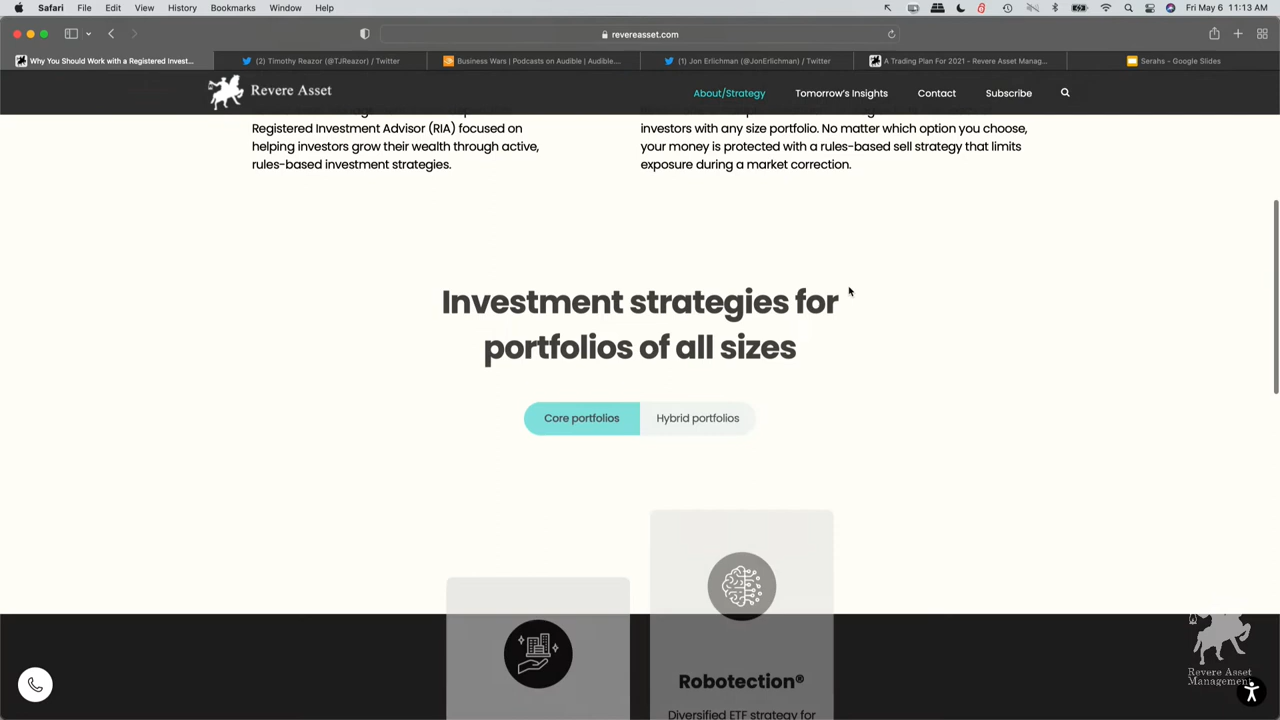 Safari File Edit View History Bookmarks Window Help Fri May 6 11:13 AM
revereasset.com
Why You Should Work with a Registered Invest... (2) Timothy Reazor (@TJReazor) / Twitter Business Wars | Podcasts on Audible | Audible.... (1) Jon Erlichman (@JonErlichman) / Twitter A Trading Plan For 2021 - Revere Asset Manag... Serahs - Google Slides
Revere Asset About/Strategy Tomorrow's Insights Contact Subscribe
Registered Investment Advisor (RIA) focused on
helping investors grow their wealth through active,
rules-based investment strategies.
investors with any size portfolio. No matter which option you choose,
your money is protected with a rules-based sell strategy that limits
exposure during a market correction.
Investment strategies for
portfolios of all sizes
Core portfolios Hybrid portfolios
Robotection®
Diversified ETF strategy for
Revere Asset
Management